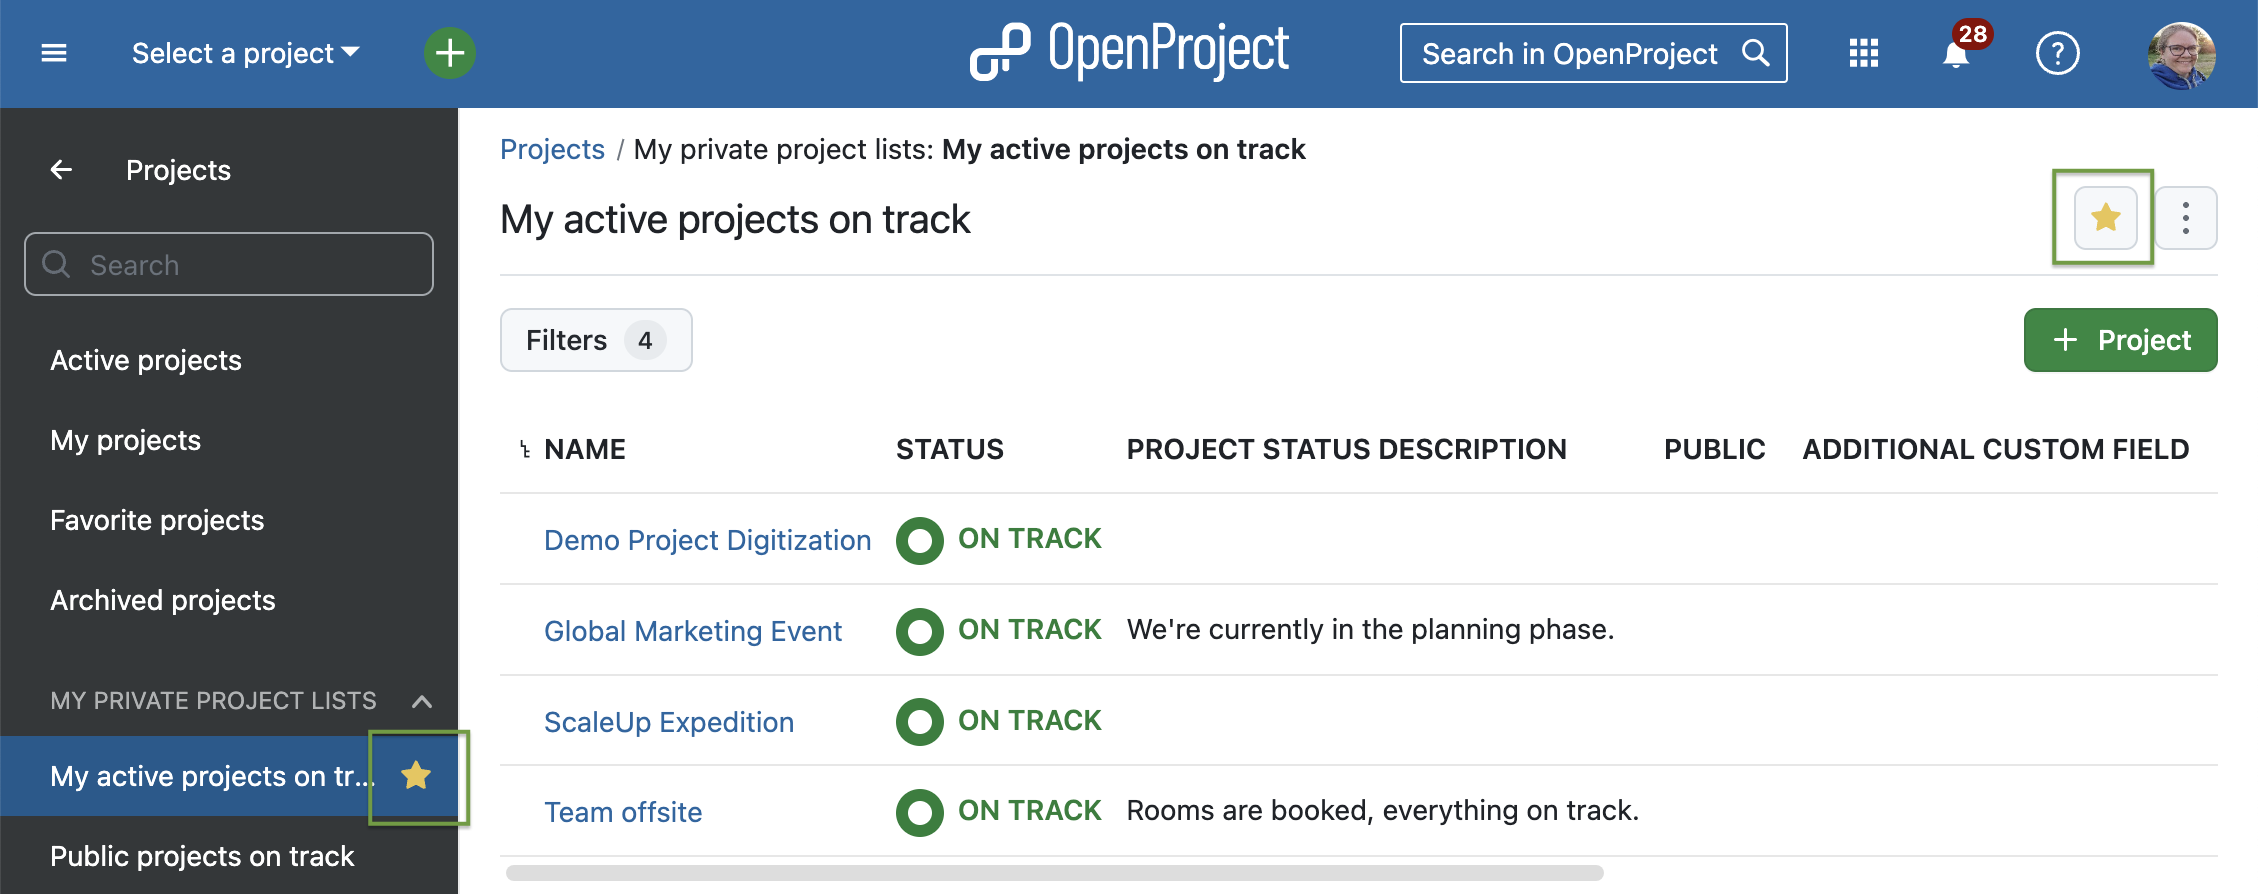 Select a project
OpenProject
Search in OpenProject
28
?
Projects
Search
Active projects
My projects
Favorite projects
Archived projects
MY PRIVATE PROJECT LISTS
My active projects on tr...
Public projects on track
Projects / My private project lists: My active projects on track
My active projects on track
Filters 4
+ Project
NAME STATUS PROJECT STATUS DESCRIPTION PUBLIC ADDITIONAL CUSTOM FIELD
Demo Project Digitization ON TRACK
Global Marketing Event ON TRACK We're currently in the planning phase.
ScaleUp Expedition ON TRACK
Team offsite ON TRACK Rooms are booked, everything on track.